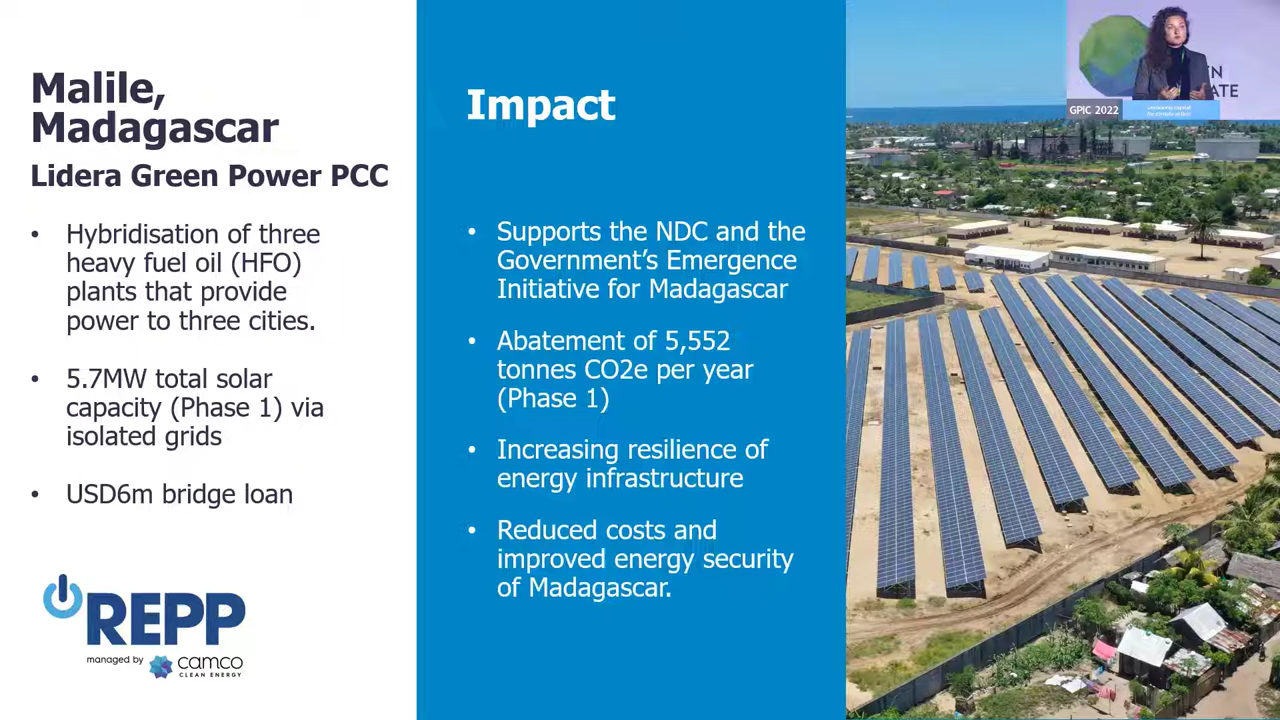 Malile,
Madagascar
Lidera Green Power PCC
• Hybridisation of three
heavy fuel oil (HFO)
plants that provide
power to three cities.
• 5.7MW total solar
capacity (Phase 1) via
isolated grids
• USD6m bridge loan
REPP
managed by camco
CLEAN ENERGY
Impact
• Supports the NDC and the
Government's Emergence
Initiative for Madagascar
• Abatement of 5,552
tonnes CO2e per year
(Phase 1)
• Increasing resilience of
energy infrastructure
• Reduced costs and
improved energy security
of Madagascar.
GPIC 2022